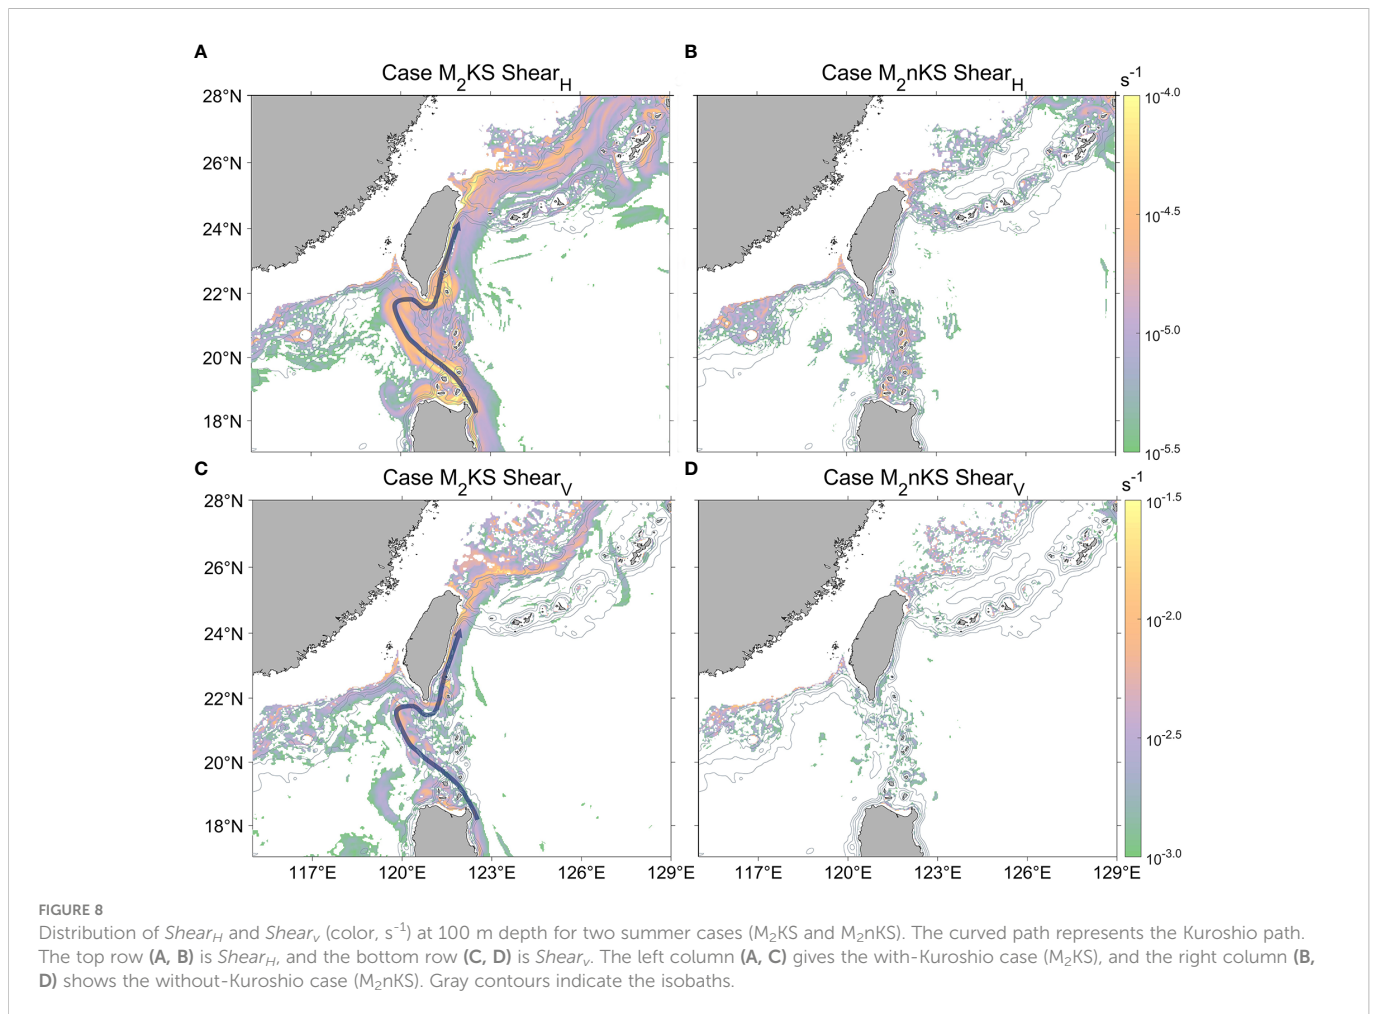 A
B
Case M2KS ShearH
Case M2nKS ShearH
s-1
28°N
26°N
24°N
22°N
20°N
18°N
10-4.0
10-4.5
10-5.0
10-5.5
C
D
Case M2KS ShearV
Case M2nKS ShearV
s-1
28°N
26°N
24°N
22°N
20°N
18°N
10-1.5
10-2.0
10-2.5
10-3.0
117°E 120°E 123°E 126°E 129°E
117°E 120°E 123°E 126°E 129°E
FIGURE 8
Distribution of ShearH and Shearv (color, s-1) at 100 m depth for two summer cases (M2KS and M2nKS). The curved path represents the Kuroshio path.
The top row (A, B) is ShearH, and the bottom row (C, D) is Shearv. The left column (A, C) gives the with-Kuroshio case (M2KS), and the right column (B,
D) shows the without-Kuroshio case (M2nKS). Gray contours indicate the isobaths.